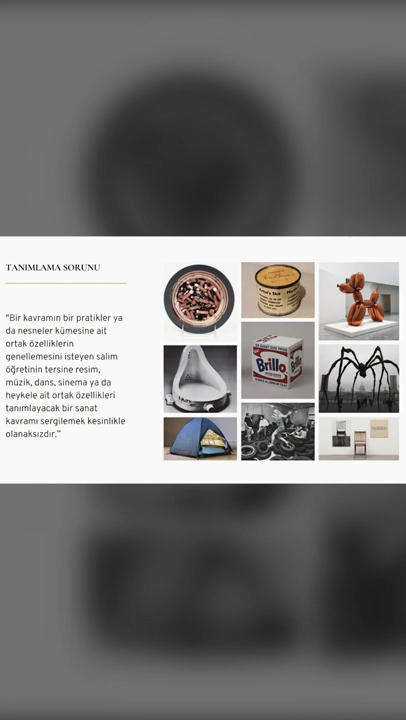 TANIMLAMA SORUNU
"Bir kavramın bir pratikler ya
da nesneler kümesine ait
ortak özelliklerin
genellemesini isteyen salim
öğretinin tersine resim,
müzik, dans, sinema ya da
heykele ait ortak özellikleri
tanımlayacak bir sanat
kavramı sergilemek kesinlikle
olanaksızdır."
Brillo